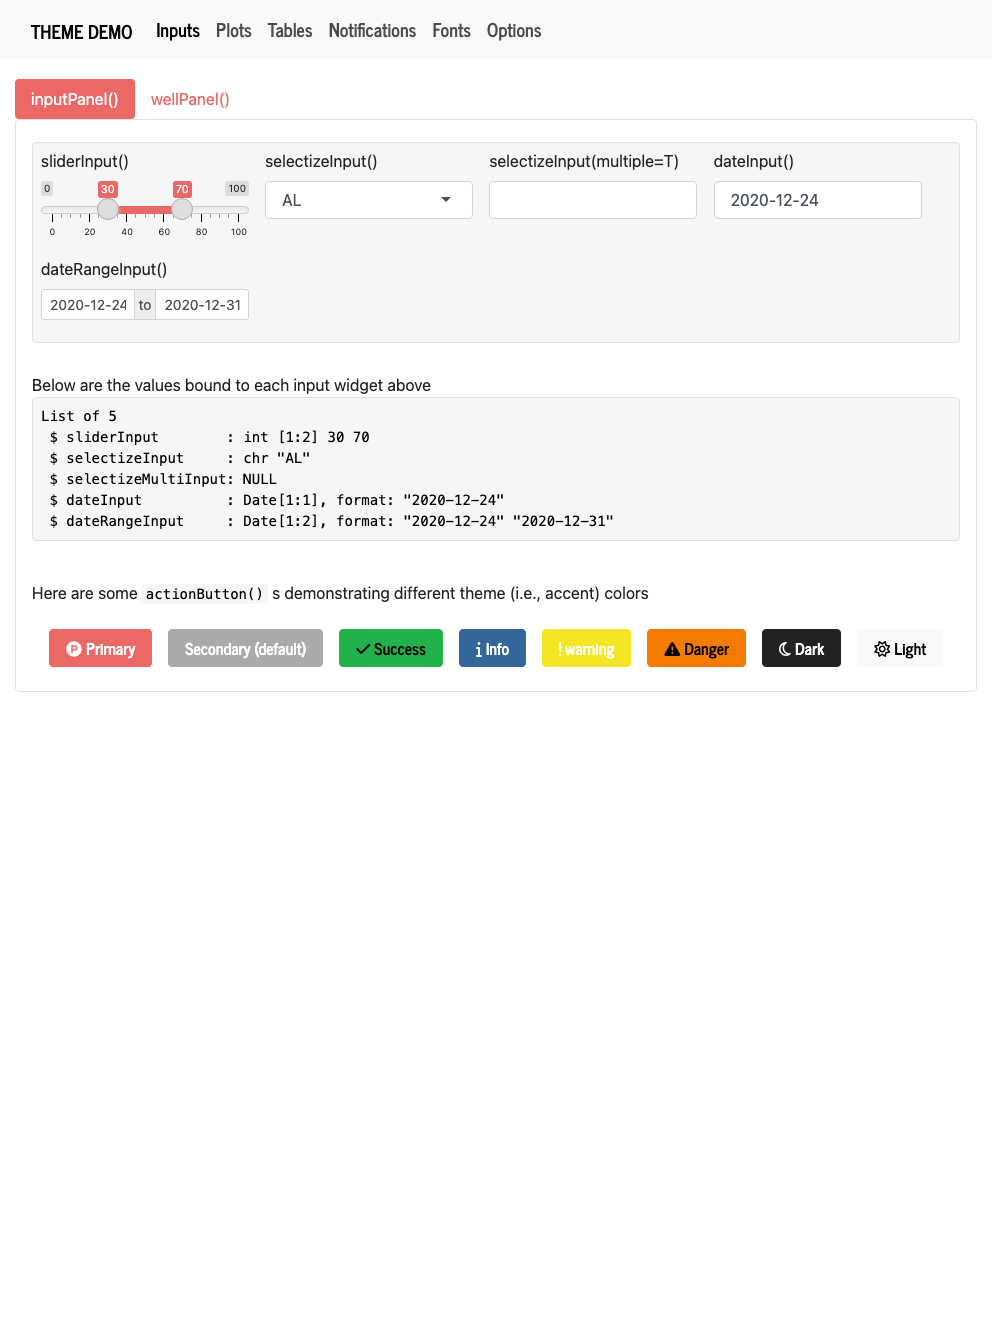 THEME DEMO Inputs Plots Tables Notifications Fonts Options
inputPanel() wellPanel()
sliderInput() selectizeInput() selectizeInput(multiple=T) dateInput()
0 30 70 100
AL 2020-12-24
0 20 40 60 80 100
dateRangeInput()
2020-12-24 to 2020-12-31
Below are the values bound to each input widget above
List of 5
 $ sliderInput        : int [1:2] 30 70
 $ selectizeInput     : chr "AL"
 $ selectizeMultiInput: NULL
 $ dateInput          : Date[1:1], format: "2020-12-24"
 $ dateRangeInput     : Date[1:2], format: "2020-12-24" "2020-12-31"
Here are some actionButton() s demonstrating different theme (i.e., accent) colors
Primary Secondary (default) Success Info warning Danger Dark Light